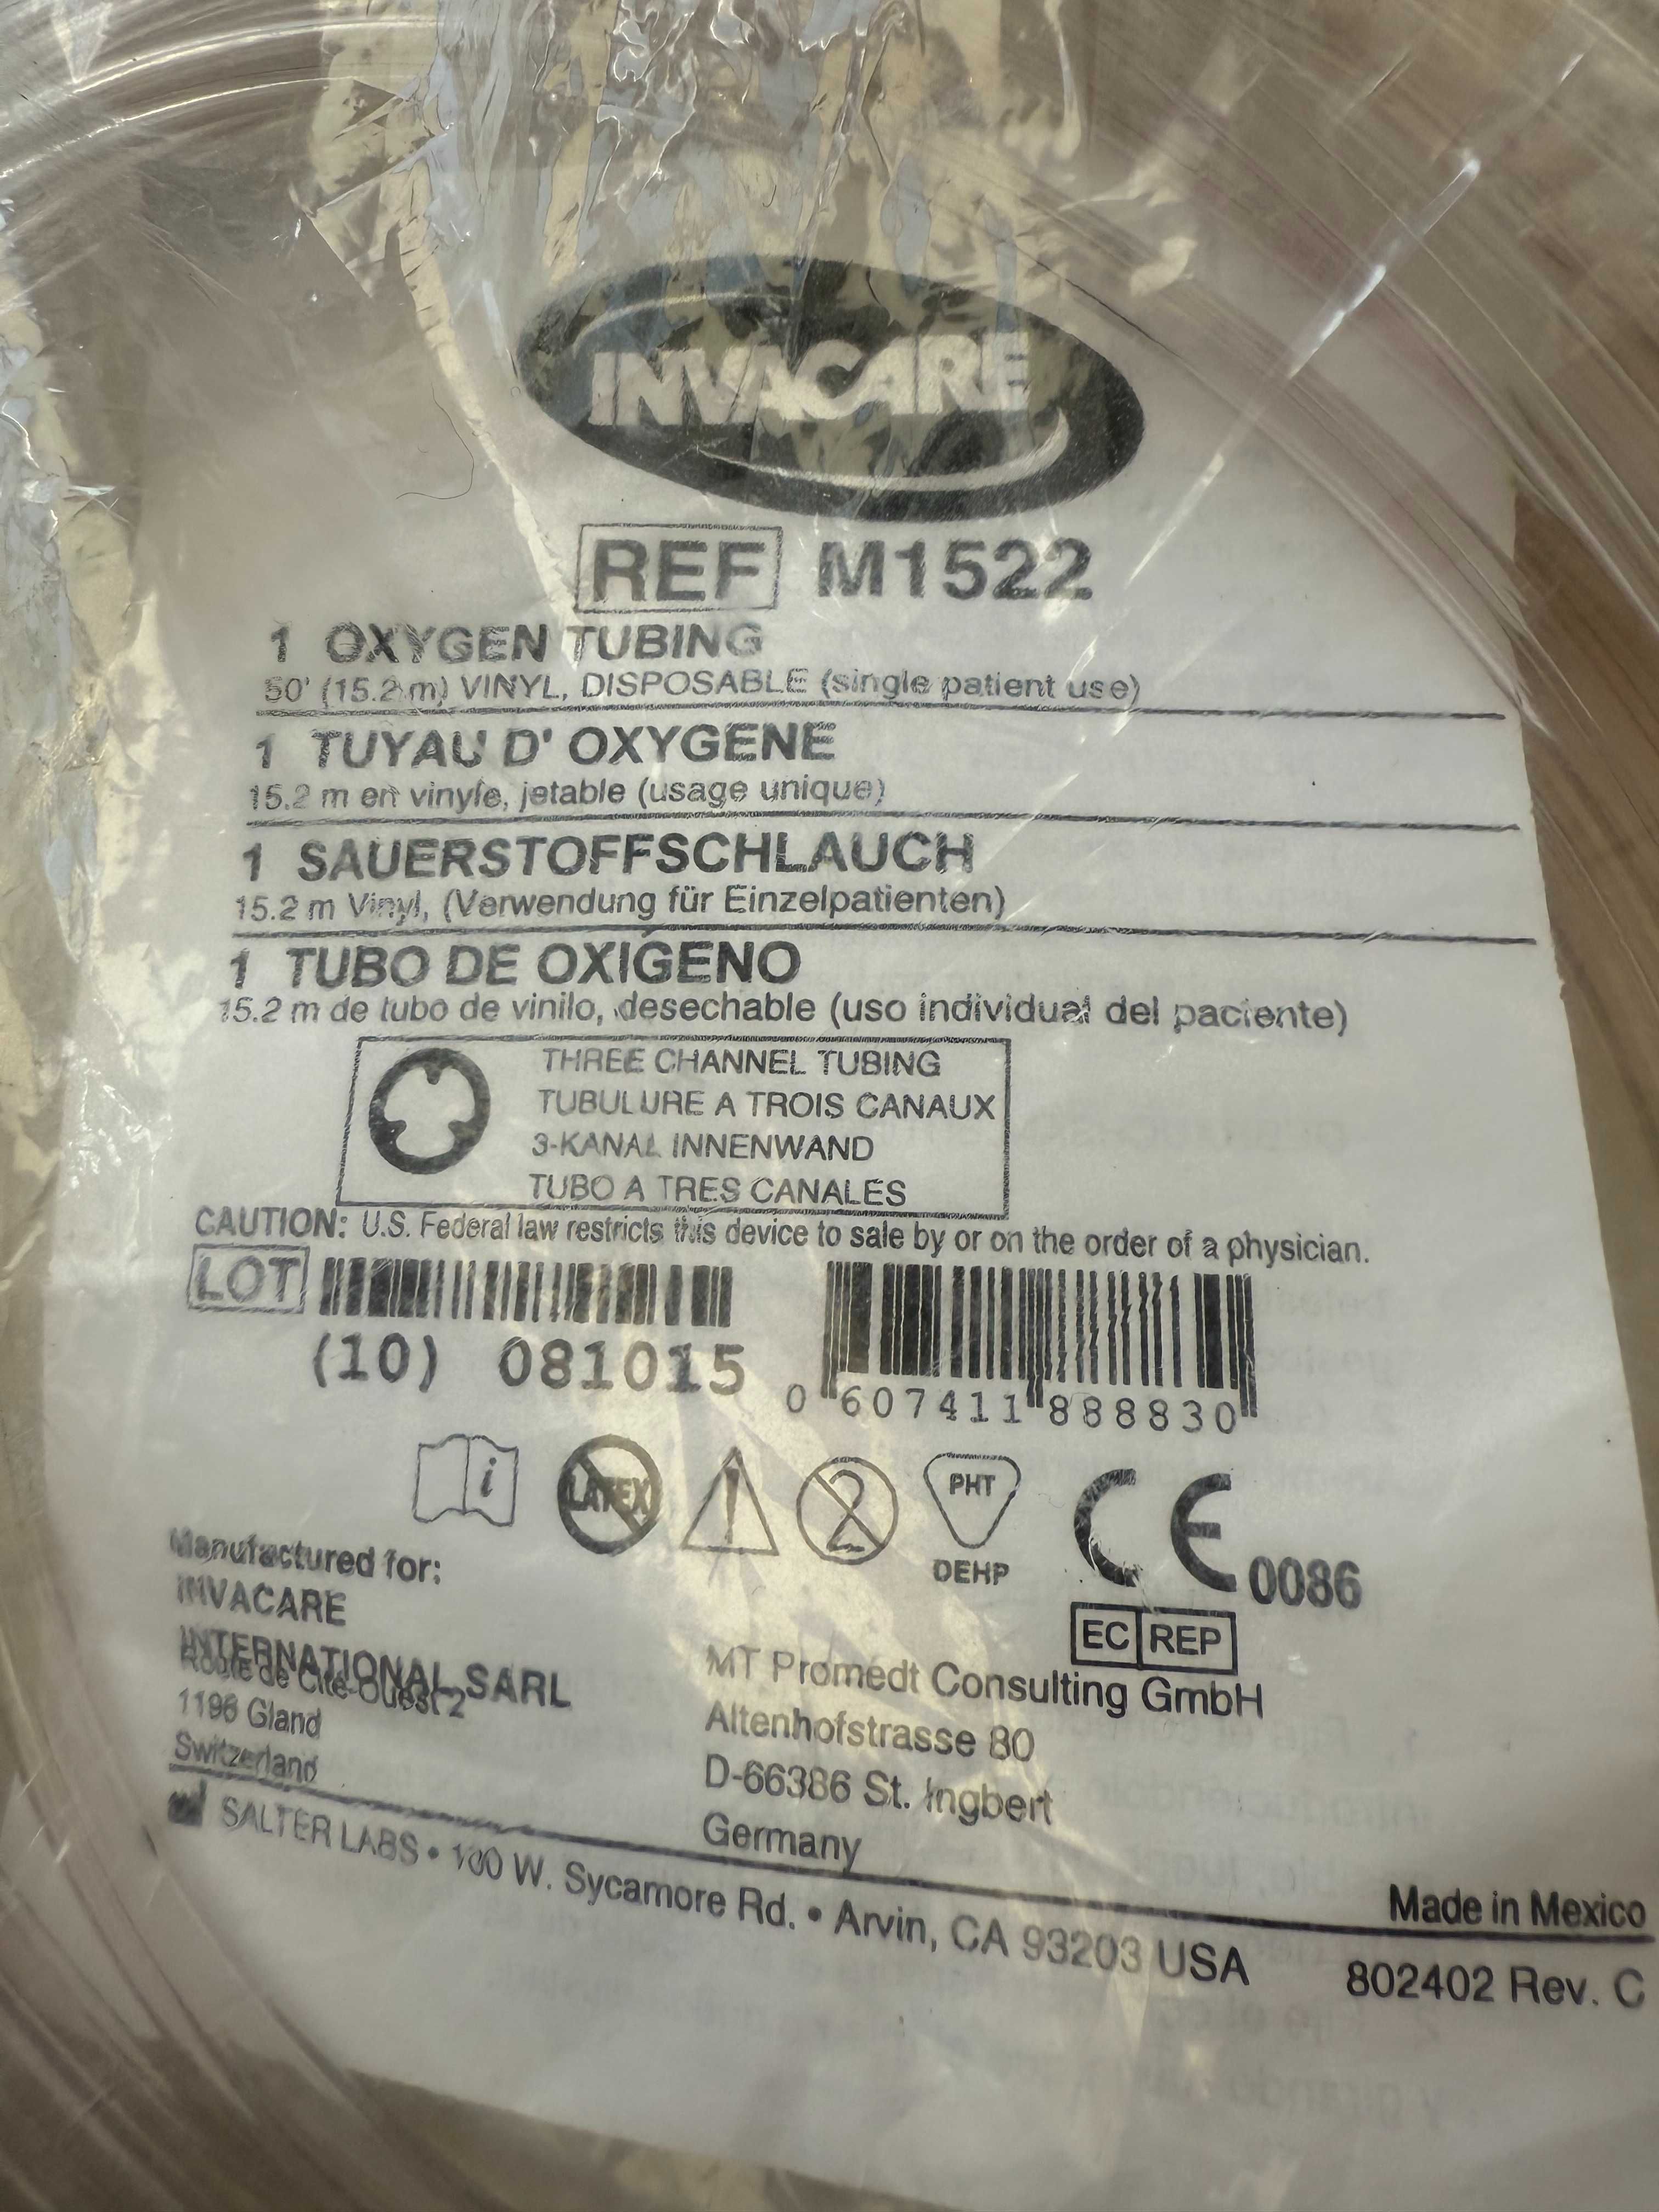 INVACARE
REF M1522
1 OXYGEN TUBING
50' (15.2 m) VINYL, DISPOSABLE (single patient use)
1 TUYAU D' OXYGENE
15.2 m en vinyle, jetable (usage unique)
1 SAUERSTOFFSCHLAUCH
15.2 m Vinyl, (Verwendung für Einzelpatienten)
1 TUBO DE OXIGENO
15.2 m de tubo de vinilo, desechable (uso individual del paciente)
THREE CHANNEL TUBING
TUBULURE A TROIS CANAUX
3-KANAL INNENWAND
TUBO A TRES CANALES
CAUTION: U.S. Federal law restricts this device to sale by or on the order of a physician.
LOT
(10) 081015
0 607411 888830
i
LATEX
2
PHT
DEHP
CE 0086
Manufactured for:
INVACARE
INTERNATIONAL SARL
Route de Cité-Ouest 2
1196 Gland
Switzerland
EC REP
MT Promedt Consulting GmbH
Altenhofstrasse 80
D-66386 St. Ingbert
Germany
Made in Mexico
SALTER LABS • 100 W. Sycamore Rd. • Arvin, CA 93203 USA
802402 Rev. C